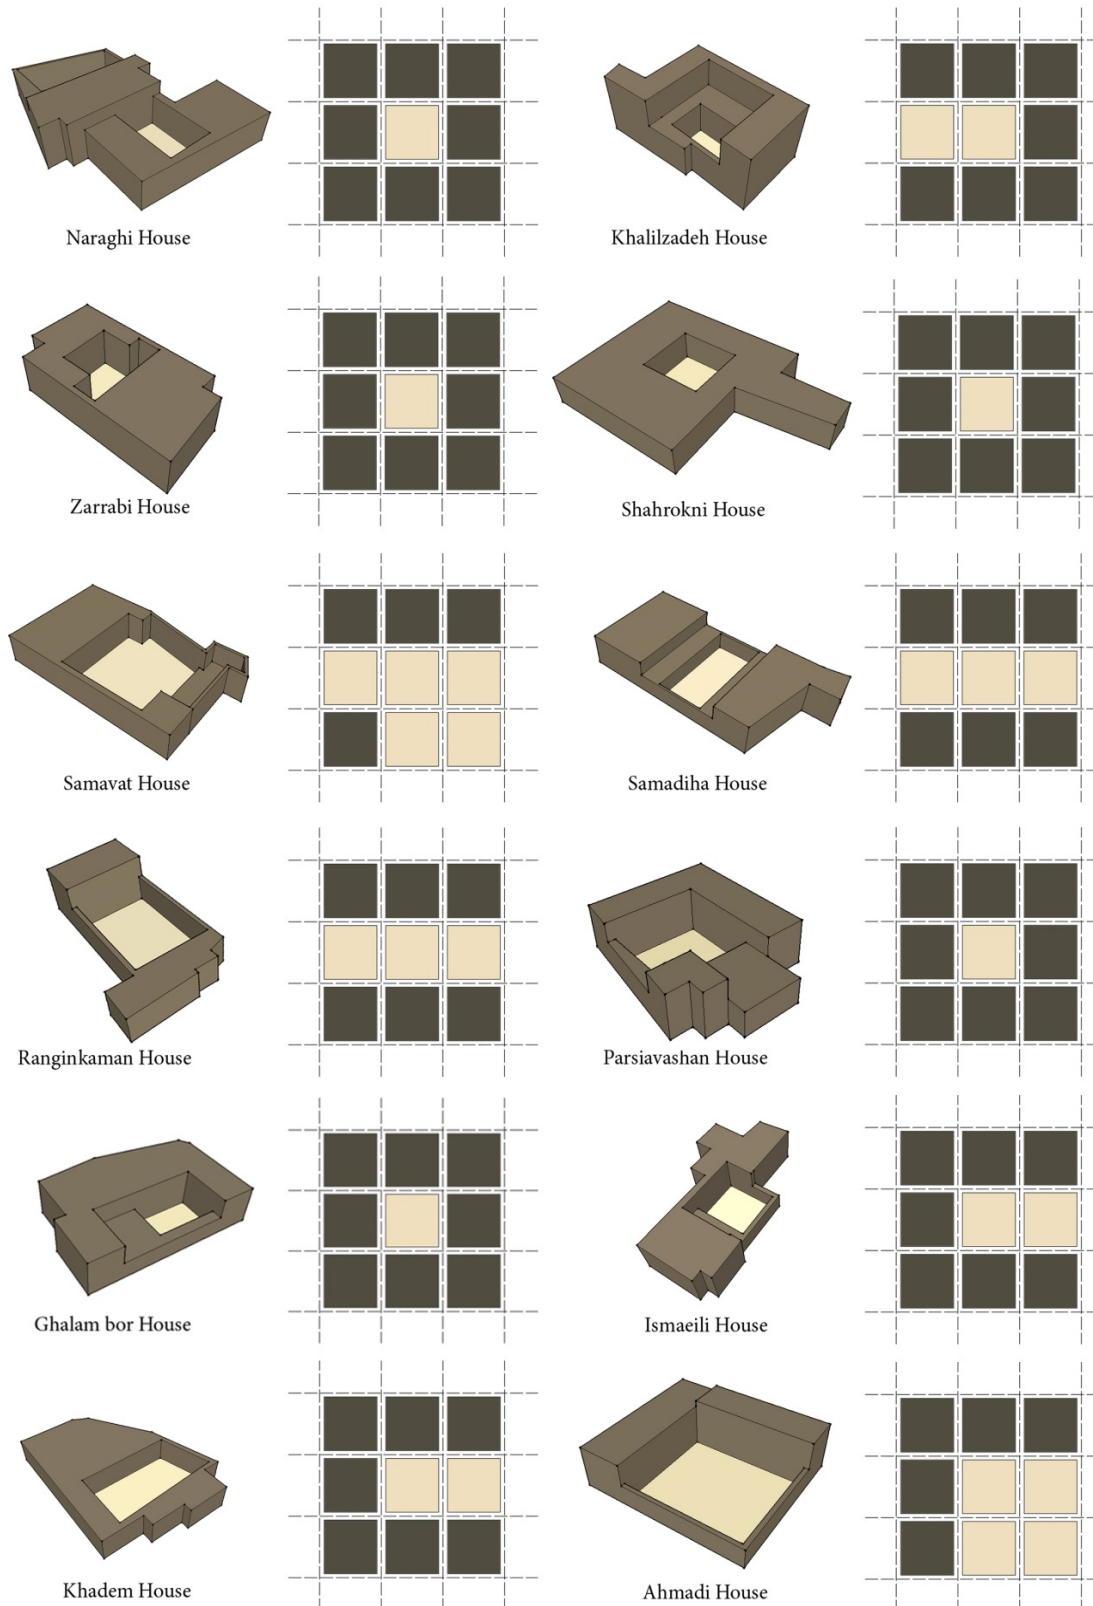 Naraghi House
Khalilzadeh House
Zarrabi House
Shahrokni House
Samavat House
Samadiha House
Ranginkaman House
Parsiavashan House
Ghalam bor House
Ismaeili House
Khadem House
Ahmadi House